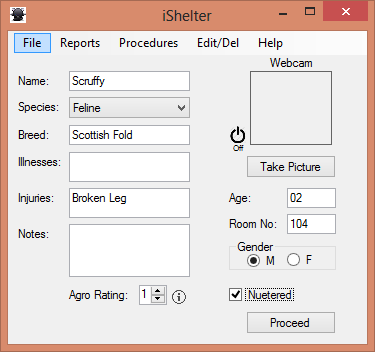 iShelter
File Reports Procedures Edit/Del Help
Webcam
Name: Scruffy
Species: Feline
Breed: Scottish Fold
Off
Illnesses:
Take Picture
Injuries: Broken Leg
Age: 02
Room No: 104
Notes:
Gender
M F
Agro Rating: 1
Nuetered
Proceed